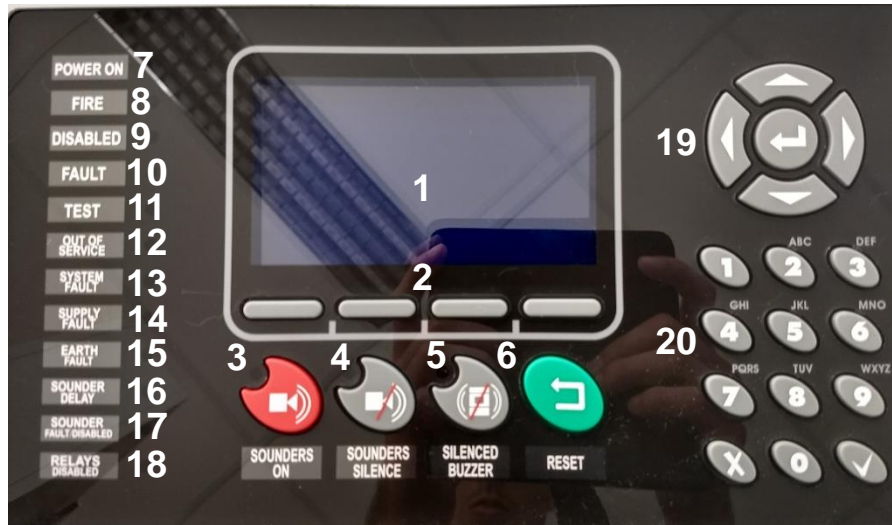 POWER ON 7
FIRE 8
DISABLED 9
FAULT 10
TEST 11
OUT OF
SERVICE 12
SYSTEM
FAULT 13
SUPPLY
FAULT 14
EARTH
FAULT 15
SOUNDER
DELAY 16
SOUNDER
FAULT/DISABLED 17
RELAYS
DISABLED 18
1
2
3 4 5 6
SOUNDERS
ON
SOUNDERS
SILENCE
SILENCED
BUZZER
RESET
19
20
ABC DEF
1 2 3
GHI JKL MNO
4 5 6
PQRS TUV WXYZ
7 8 9
X 0 ✓